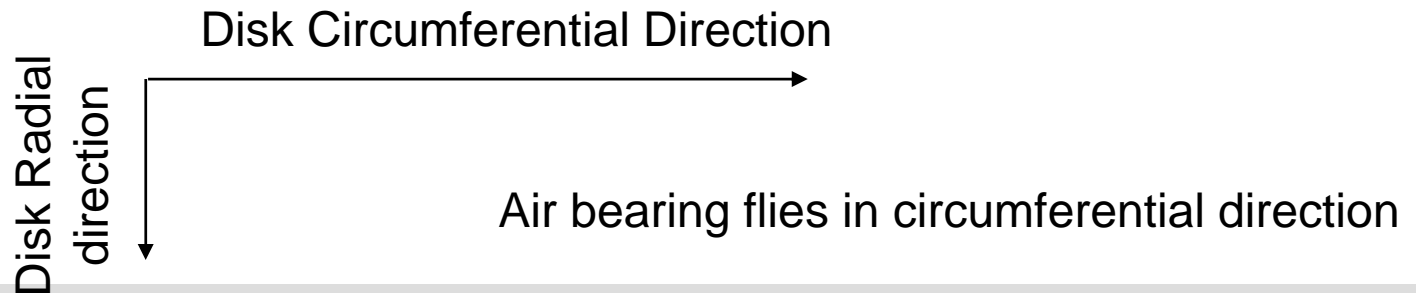 Disk Circumferential Direction
Disk Radial
direction
Air bearing flies in circumferential direction